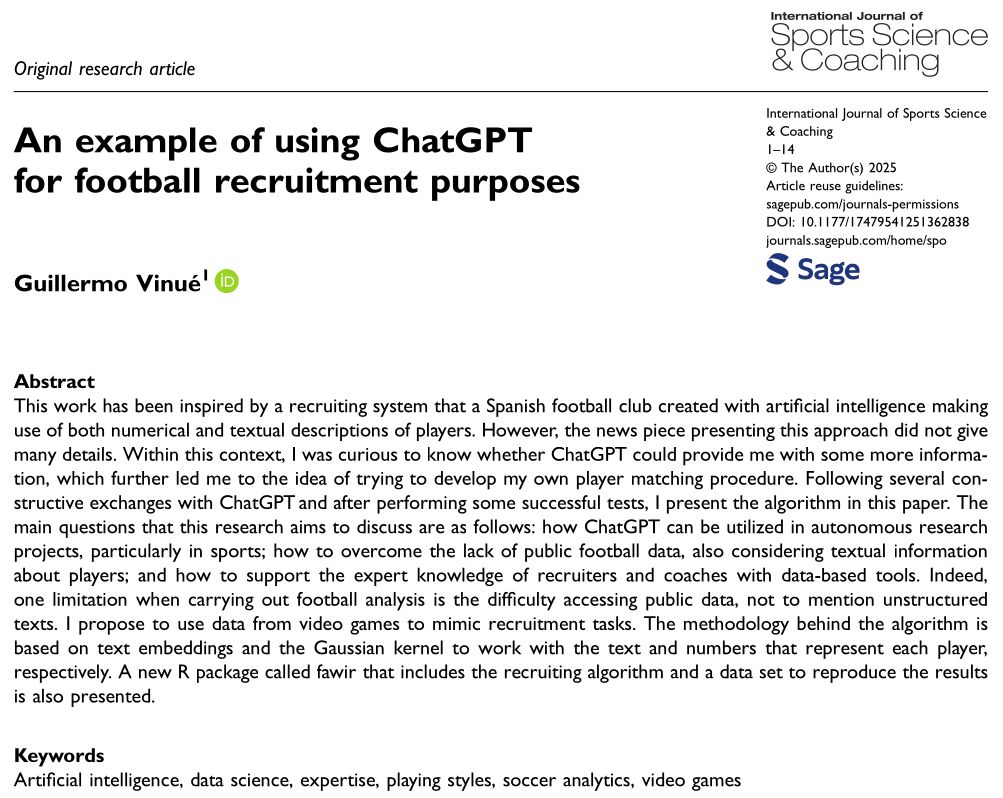 International Journal of
Sports Science
& Coaching
Original research article
An example of using ChatGPT
for football recruitment purposes
International Journal of Sports Science
& Coaching
1–14
© The Author(s) 2025
Article reuse guidelines:
sagepub.com/journals-permissions
DOI: 10.1177/17479541251362838
journals.sagepub.com/home/spo
Sage
Guillermo Vinué1 iD
Abstract
This work has been inspired by a recruiting system that a Spanish football club created with artificial intelligence making
use of both numerical and textual descriptions of players. However, the news piece presenting this approach did not give
many details. Within this context, I was curious to know whether ChatGPT could provide me with some more informa-
tion, which further led me to the idea of trying to develop my own player matching procedure. Following several con-
structive exchanges with ChatGPT and after performing some successful tests, I present the algorithm in this paper. The
main questions that this research aims to discuss are as follows: how ChatGPT can be utilized in autonomous research
projects, particularly in sports; how to overcome the lack of public football data, also considering textual information
about players; and how to support the expert knowledge of recruiters and coaches with data-based tools. Indeed,
one limitation when carrying out football analysis is the difficulty accessing public data, not to mention unstructured
texts. I propose to use data from video games to mimic recruitment tasks. The methodology behind the algorithm is
based on text embeddings and the Gaussian kernel to work with the text and numbers that represent each player,
respectively. A new R package called fawir that includes the recruiting algorithm and a data set to reproduce the results
is also presented.
Keywords
Artificial intelligence, data science, expertise, playing styles, soccer analytics, video games